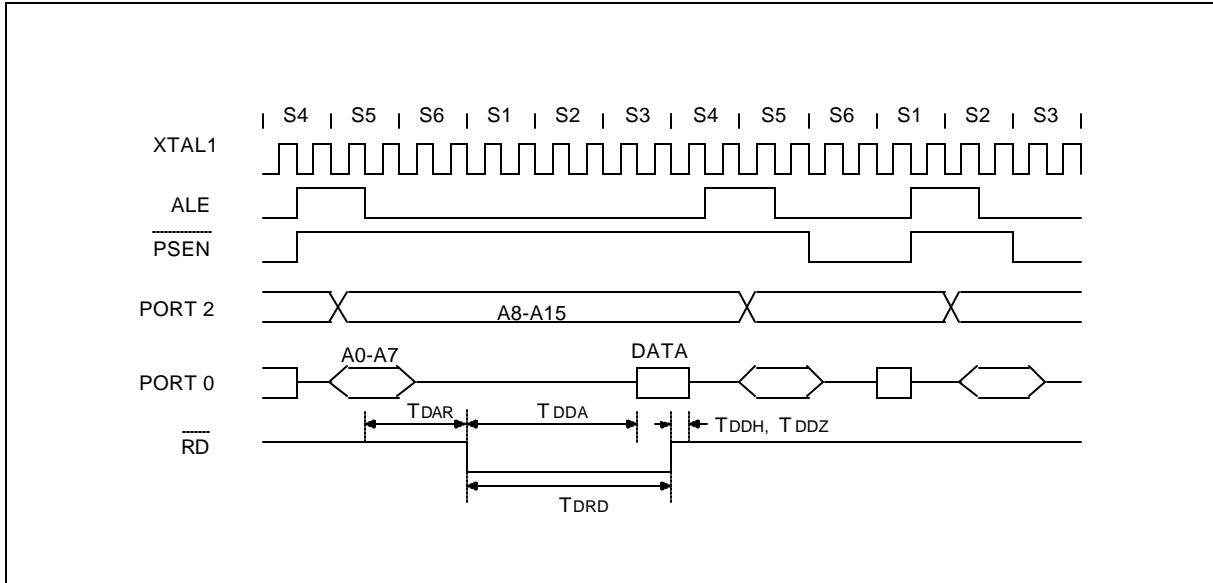 S4 S5 S6 S1 S2 S3 S4 S5 S6 S1 S2 S3
XTAL1
ALE
PSEN
PORT 2
A8-A15
A0-A7
DATA
PORT 0
TDAR
TDDA
TDDH, TDDZ
RD
TDRD